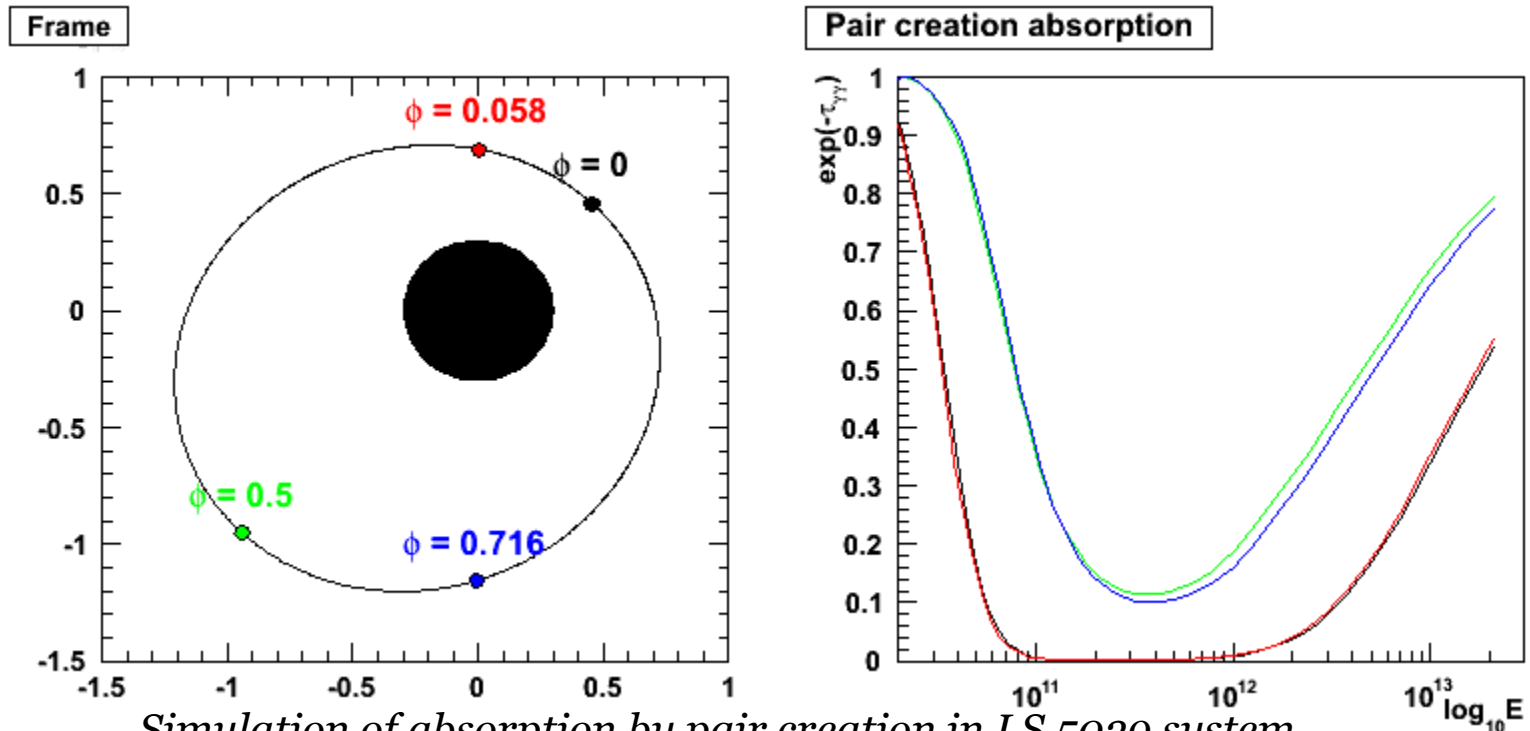 Frame
Pair creation absorption
1
0.5
0
-0.5
-1
-1.5
-1.5
-1
-0.5
0
0.5
1
ϕ = 0.058
ϕ = 0
ϕ = 0.5
ϕ = 0.716
exp(-τγγ)
1
0.9
0.8
0.7
0.6
0.5
0.4
0.3
0.2
0.1
0
10¹¹
10¹²
10¹³
log₁₀E
Simulation of absorption by pair creation in LS 5039 system